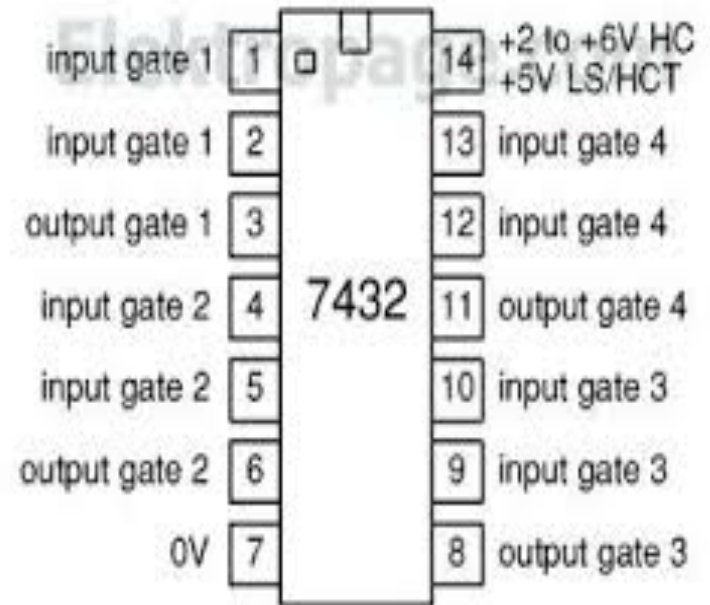 Elektropage
input gate 1 1 14 +2 to +6V HC
+5V LS/HCT
input gate 1 2 13 input gate 4
output gate 1 3 12 input gate 4
input gate 2 4 7432 11 output gate 4
input gate 2 5 10 input gate 3
output gate 2 6 9 input gate 3
0V 7 8 output gate 3